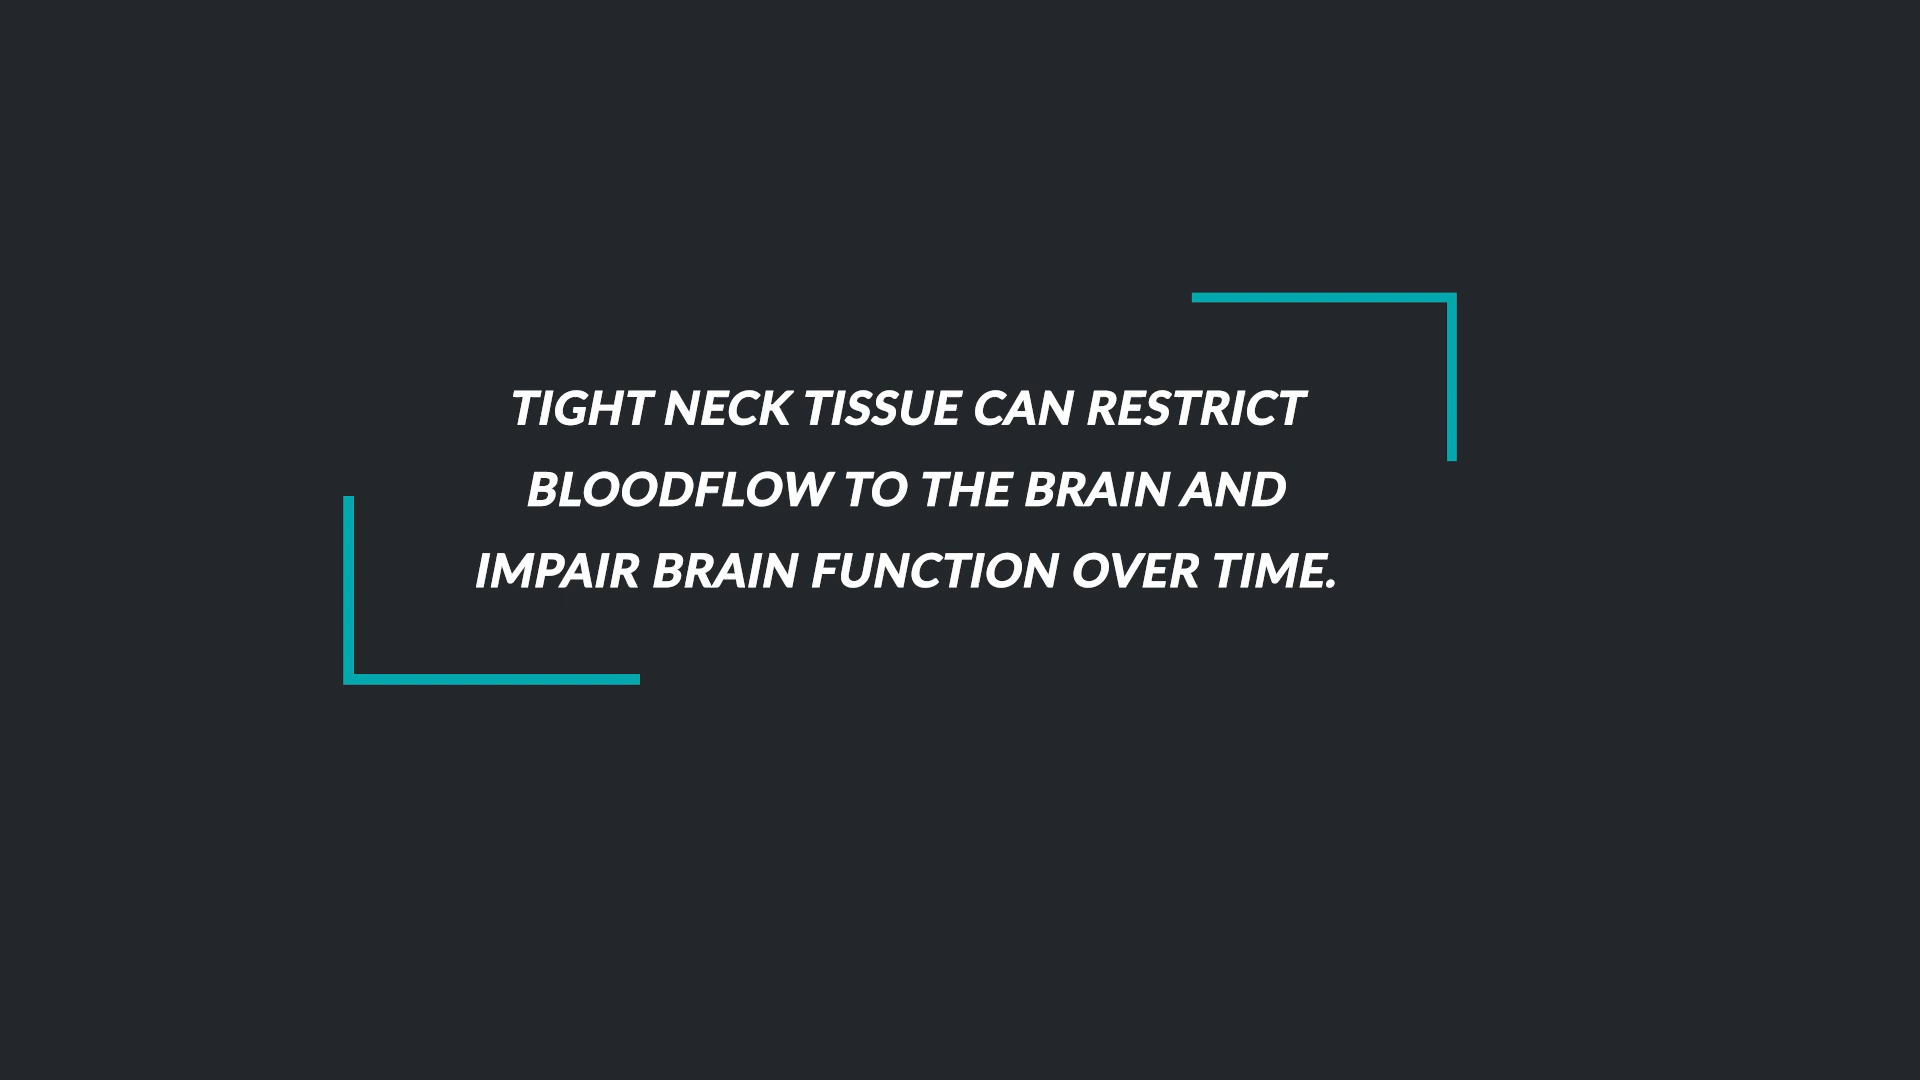 TIGHT NECK TISSUE CAN RESTRICT
BLOODFLOW TO THE BRAIN AND
IMPAIR BRAIN FUNCTION OVER TIME.